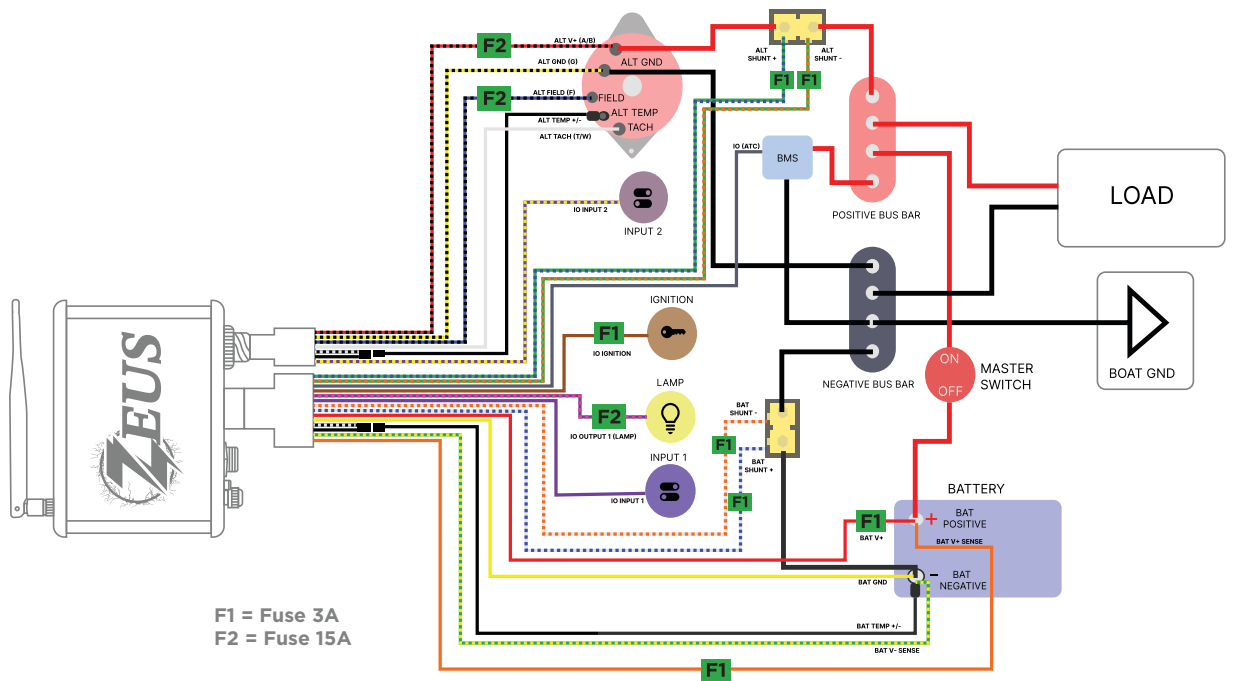 F2
ALT V+ (A/B)
ALT GND (G)
ALT GND
F2
ALT FIELD (F)
FIELD
ALT TEMP
ALT TEMP +/-
TACH
ALT TACH (T/W)
ALT
SHUNT +
ALT
SHUNT -
F1
F1
IO (ATC)
BMS
POSITIVE BUS BAR
LOAD
IO INPUT 2
INPUT 2
IGNITION
F1
IO IGNITION
LAMP
F2
IO OUTPUT 1 (LAMP)
INPUT 1
IO INPUT 1
NEGATIVE BUS BAR
BOAT GND
ON
OFF
MASTER
SWITCH
BAT
SHUNT -
F1
BAT
SHUNT +
F1
ZEUS
Z
BATTERY
F1
BAT V+
+
BAT
POSITIVE
BAT V+ SENSE
BAT GND
-
BAT
NEGATIVE
BAT TEMP +/-
BAT V- SENSE
F1
F1 = Fuse 3A
F2 = Fuse 15A